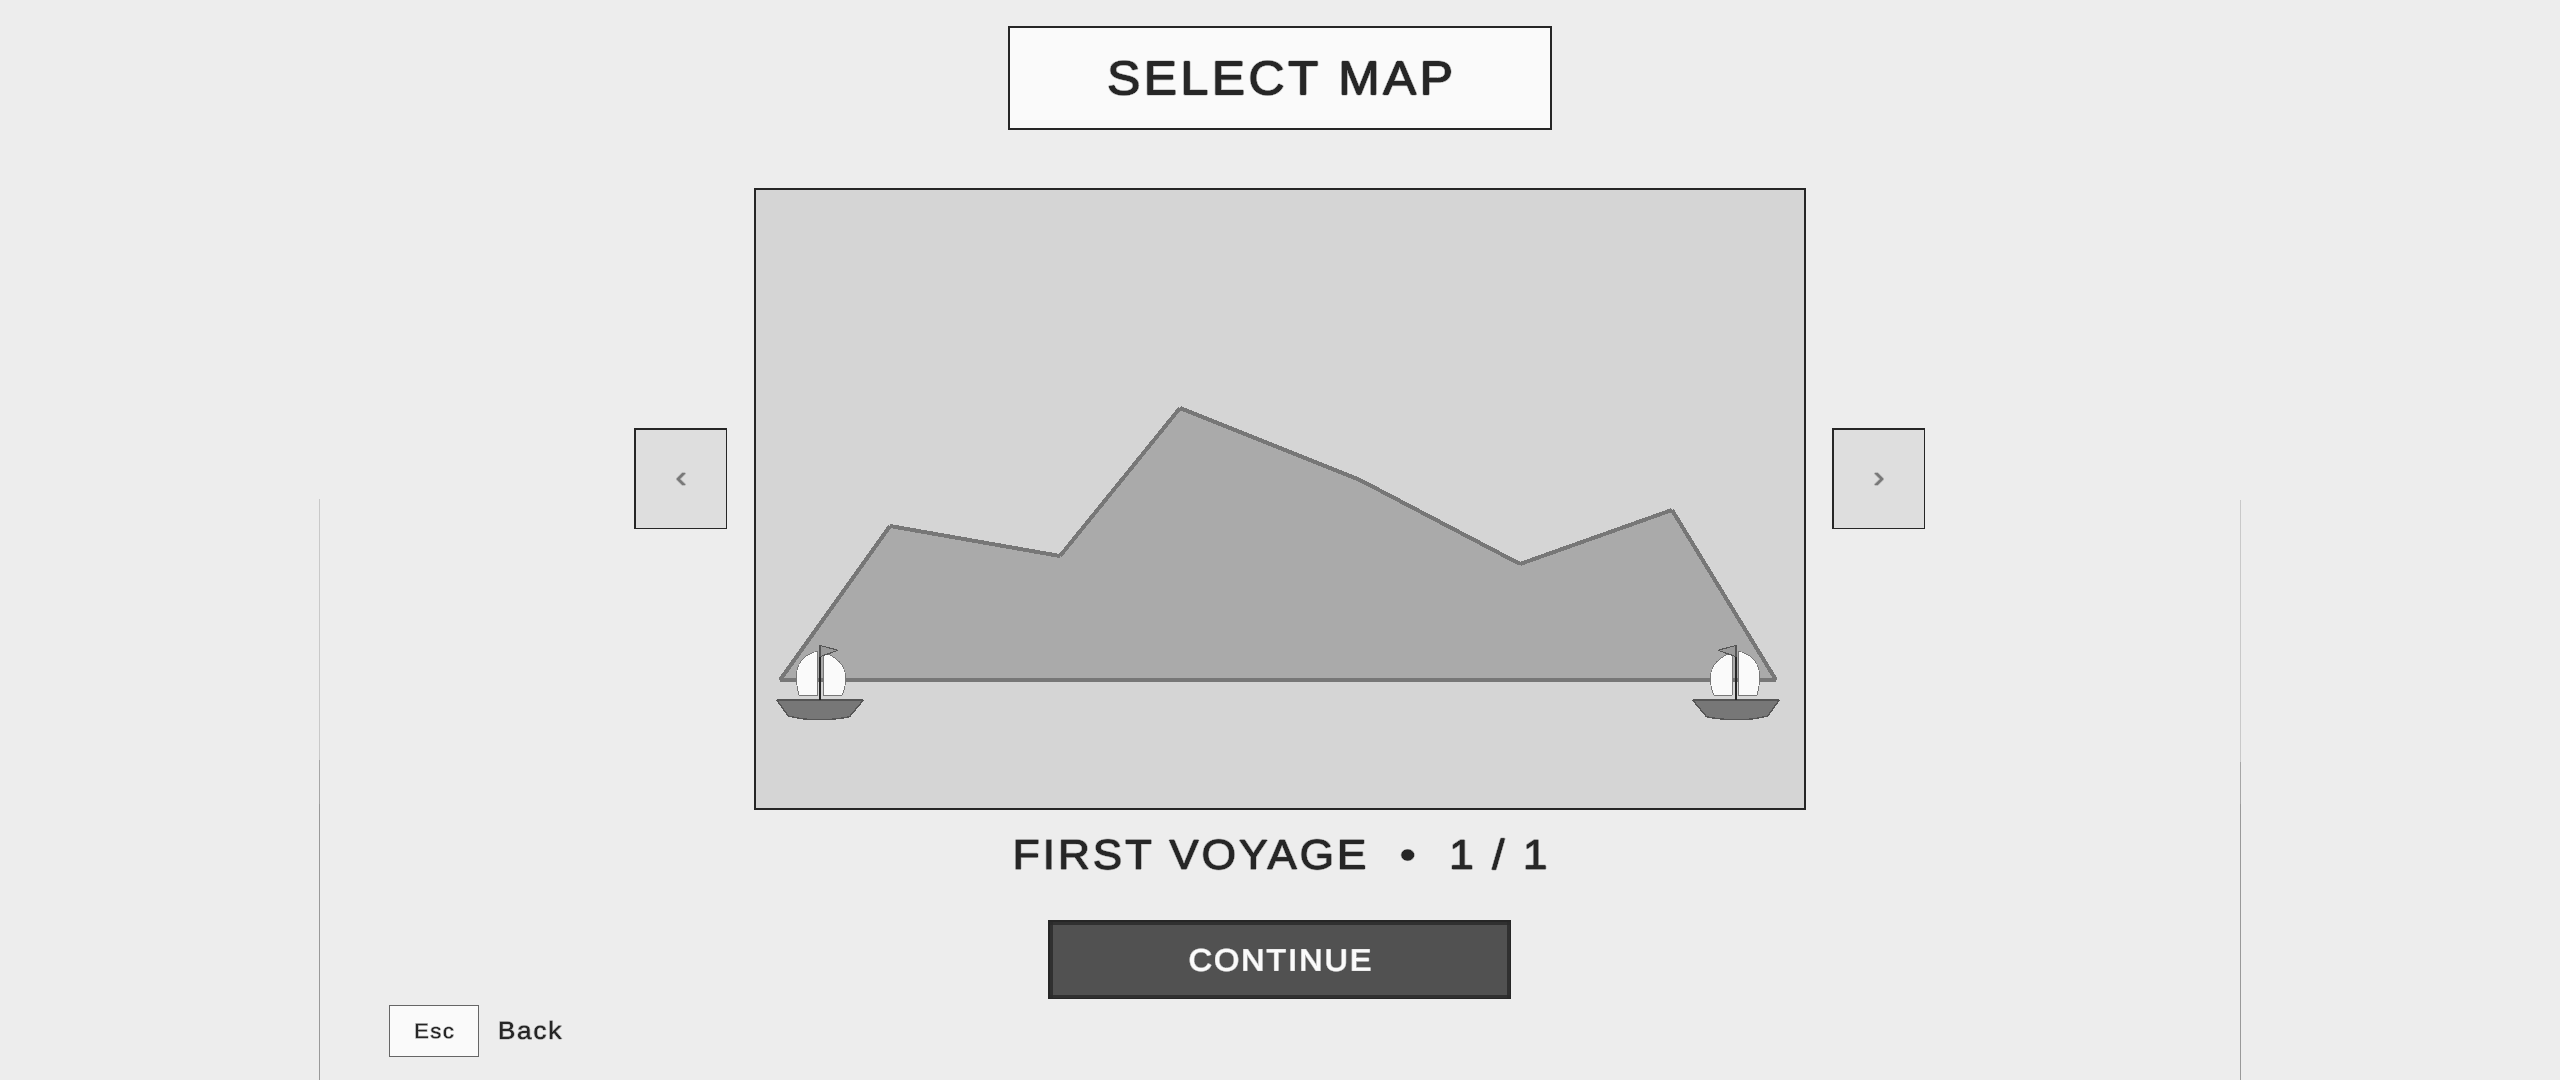 SELECT MAP
‹
›
FIRST VOYAGE • 1 / 1
CONTINUE
Esc Back